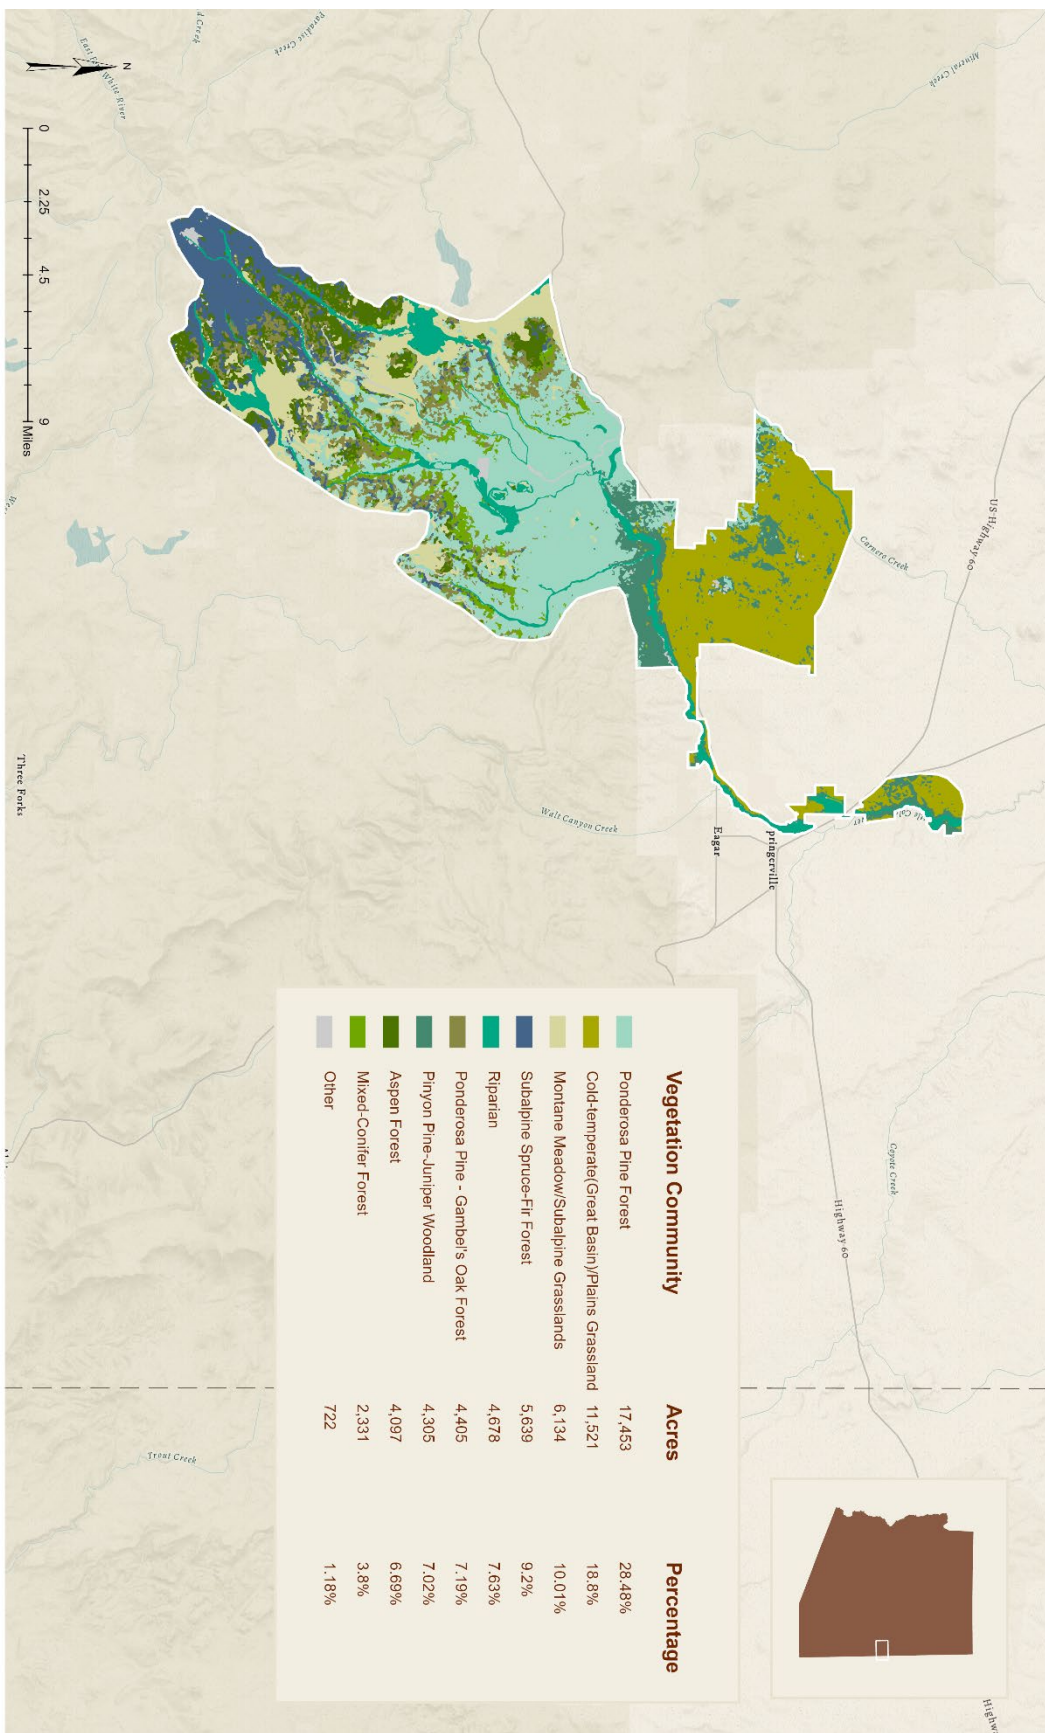 Vegetation Community Acres Percentage
Ponderosa Pine Forest 17,453 28.48%
Cold-temperate(Great Basin)/Plains Grassland 11,521 18.8%
Montane Meadow/Subalpine Grasslands 6,134 10.01%
Subalpine Spruce-Fir Forest 5,639 9.2%
Riparian 4,678 7.63%
Ponderosa Pine - Gambel's Oak Forest 4,405 7.19%
Pinyon Pine-Juniper Woodland 4,305 7.02%
Aspen Forest 4,097 6.69%
Mixed-Conifer Forest 2,331 3.8%
Other 722 1.18%
Mineral Creek
US Highway 60
Carnero Creek
Coyote Creek
Highway 60
pringerville
Eagar
Walt Canyon Creek
Paradise Creek
d Creek
White River
Trout Creek
Three Forks
N
0 2.25 4.5 9
Miles